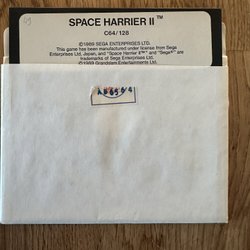 SPACE HARRIER II™
C64/128
©1989 SEGA ENTERPRISES LTD.
This game has been manufactured under license from Sega
Enterprises Ltd., Japan, and "Space Harrier II™" and "Sega®" are
trademarks of Sega Enterprises Ltd.
©1989 Grandslam Entertainments Ltd.